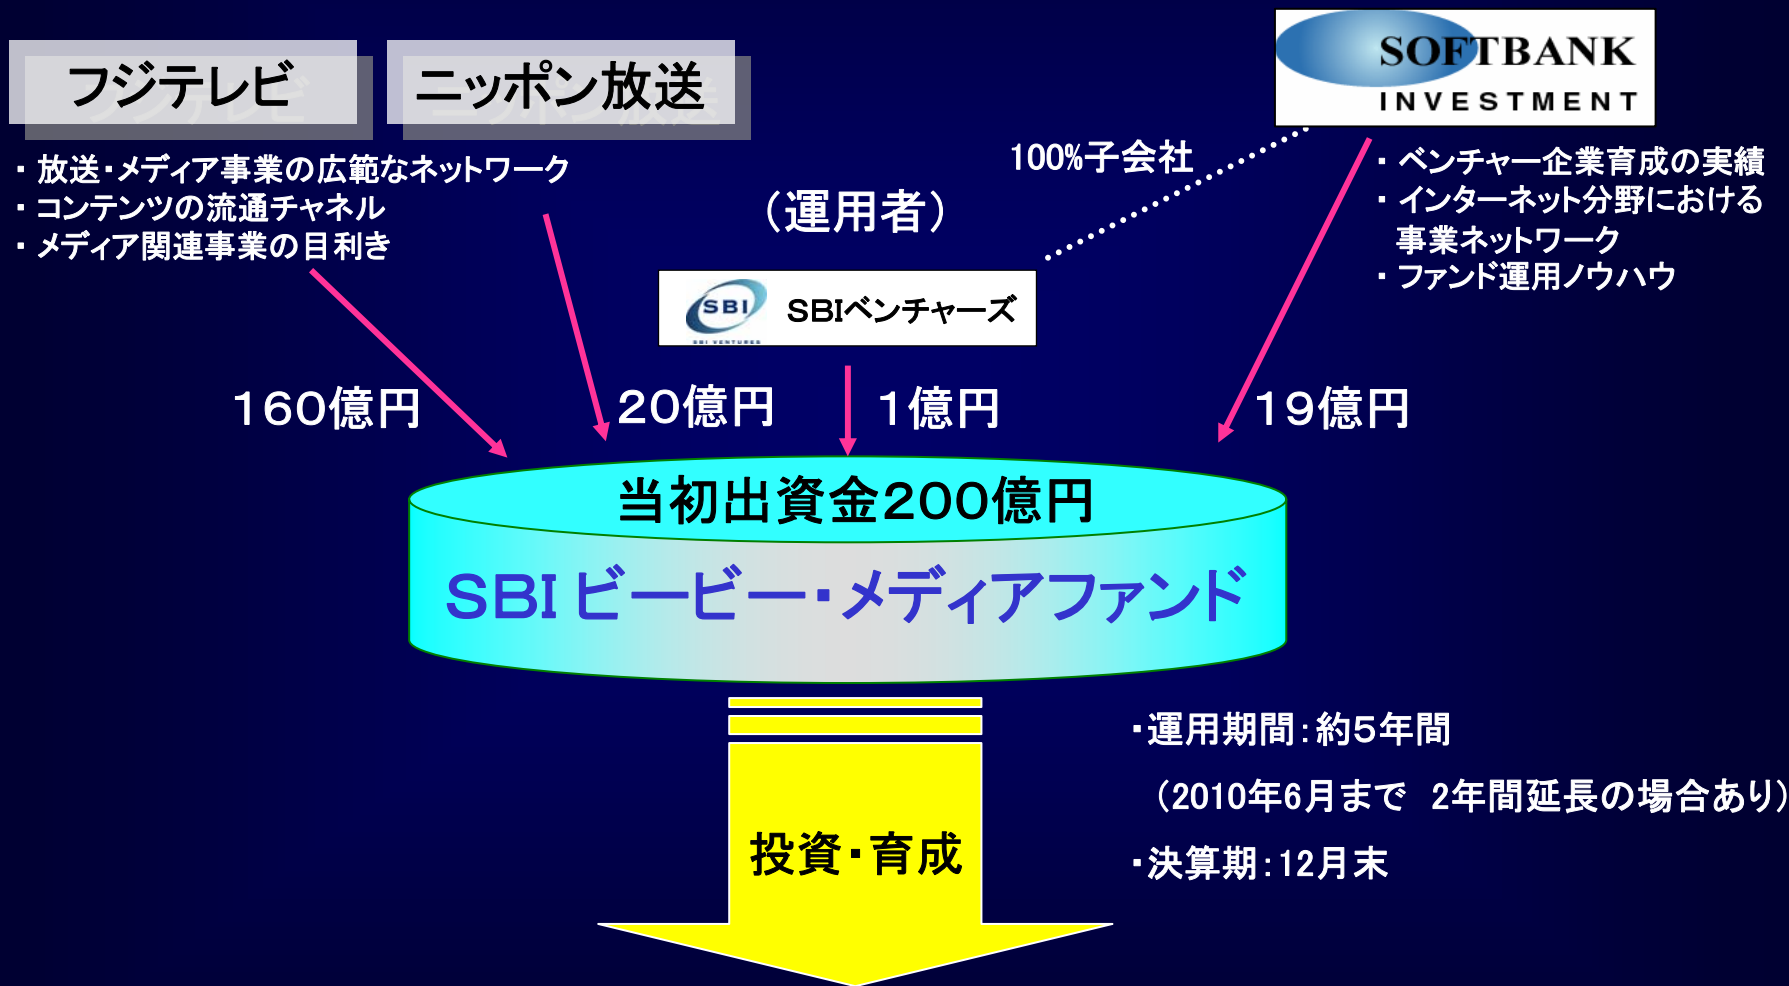 フジテレビ
ニッポン放送
SOFTBANK
INVESTMENT
・放送・メディア事業の広範なネットワーク
・コンテンツの流通チャネル
・メディア関連事業の目利き
100%子会社
（運用者）
・ベンチャー企業育成の実績
・インターネット分野における
事業ネットワーク
・ファンド運用ノウハウ
SBI
SBI VENTURES
SBIベンチャーズ
160億円
20億円
1億円
19億円
当初出資金200億円
SBI ビービー・メディアファンド
・運用期間：約5年間
（2010年6月まで 2年間延長の場合あり）
・決算期：12月末
投資・育成